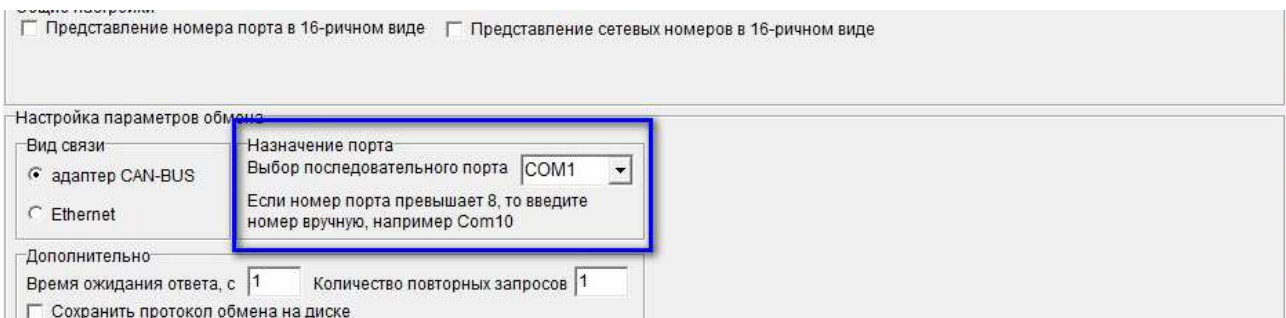 Общие настройки
Представление номера порта в 16-ричном виде Представление сетевых номеров в 16-ричном виде
Настройка параметров обмена
Вид связи
адаптер CAN-BUS
Ethernet
Назначение порта
Выбор последовательного порта COM1
Если номер порта превышает 8, то введите
номер вручную, например Com10
Дополнительно
Время ожидания ответа, с 1 Количество повторных запросов 1
Сохранить протокол обмена на диске